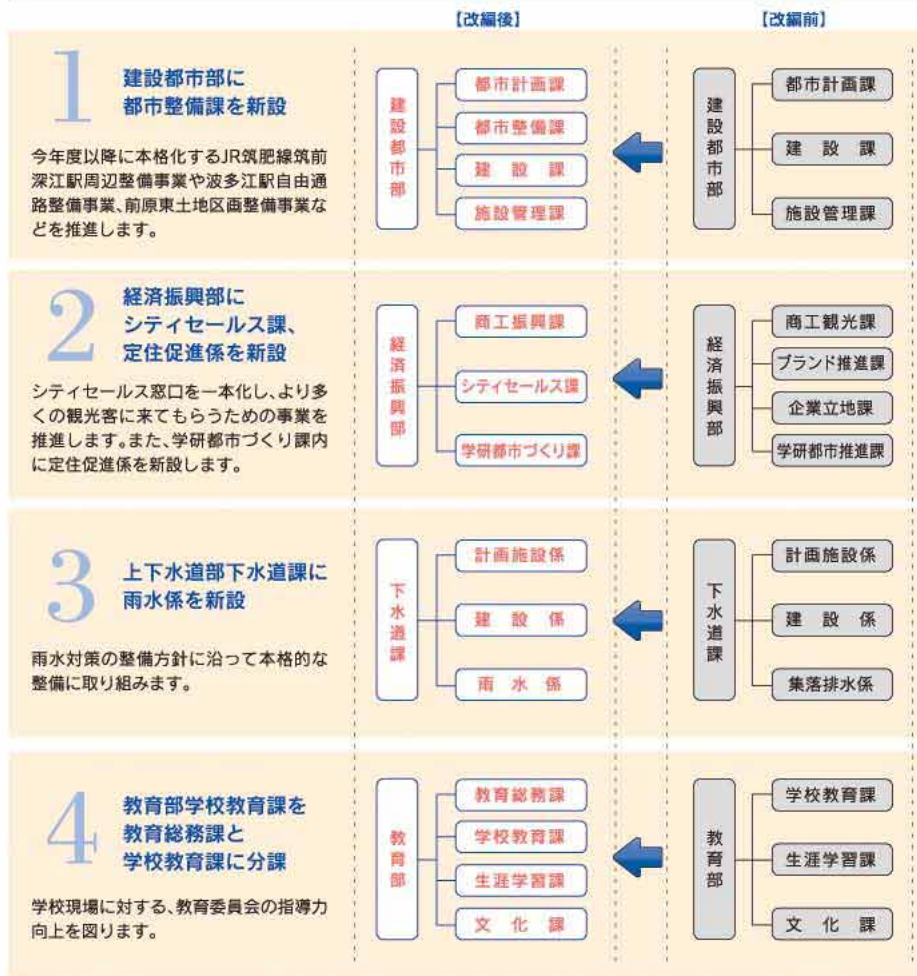 【改編後】
【改編前】
1
建設都市部に
都市整備課を新設
今年度以降に本格化するJR筑肥線筑前
深江駅周辺整備事業や波多江駅自由通
路整備事業、前原東土地区画整備事業な
どを推進します。
建設都市部
都市計画課
都市整備課
建設課
施設管理課
建設都市部
都市計画課
建設課
施設管理課
2
経済振興部に
シティセールス課、
定住促進係を新設
シティセールス窓口を一本化し、より多
くの観光客に来てもらうための事業を
推進します。また、学研都市づくり課内
に定住促進係を新設します。
経済振興部
商工振興課
シティセールス課
学研都市づくり課
経済振興部
商工観光課
ブランド推進課
企業立地課
学研都市推進課
3
上下水道部下水道課に
雨水係を新設
雨水対策の整備方針に沿って本格的な
整備に取り組みます。
下水道課
計画施設係
建設係
雨水係
下水道課
計画施設係
建設係
集落排水係
4
教育部学校教育課を
教育総務課と
学校教育課に分課
学校現場に対する、教育委員会の指導力
向上を図ります。
教育部
教育総務課
学校教育課
生涯学習課
文化課
教育部
学校教育課
生涯学習課
文化課